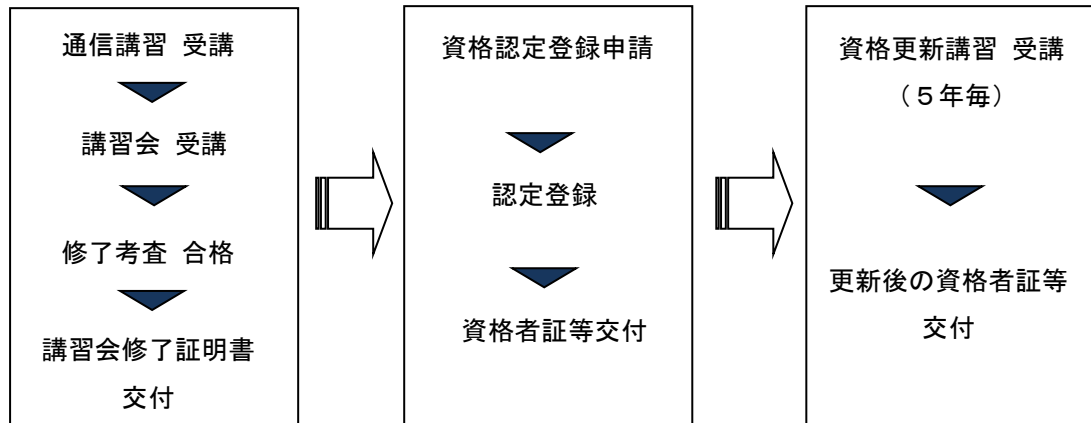 通信講習 受講
講習会 受講
修了考査 合格
講習会修了証明書
交付
資格認定登録申請
認定登録
資格者証等交付
資格更新講習 受講
(5年毎)
更新後の資格者証等
交付